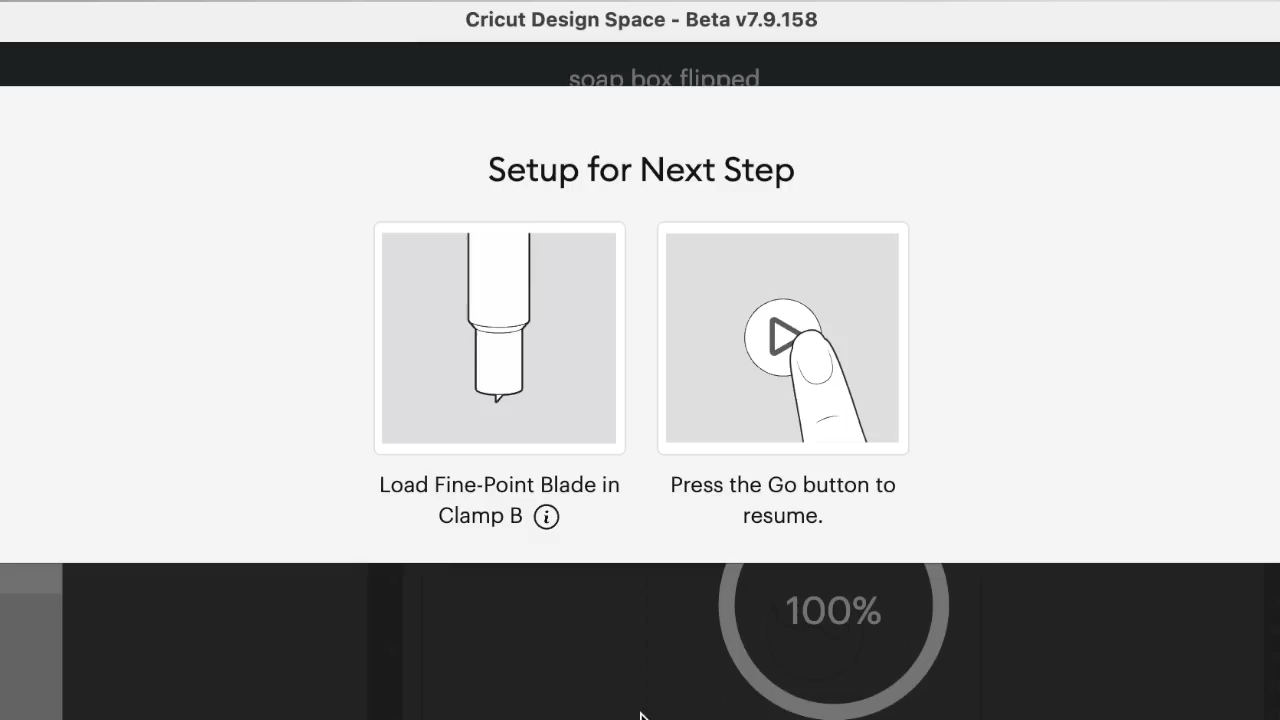 Cricut Design Space - Beta v7.9.158
soap box flipped
Setup for Next Step
Load Fine-Point Blade in
Clamp B
Press the Go button to
resume.
100%